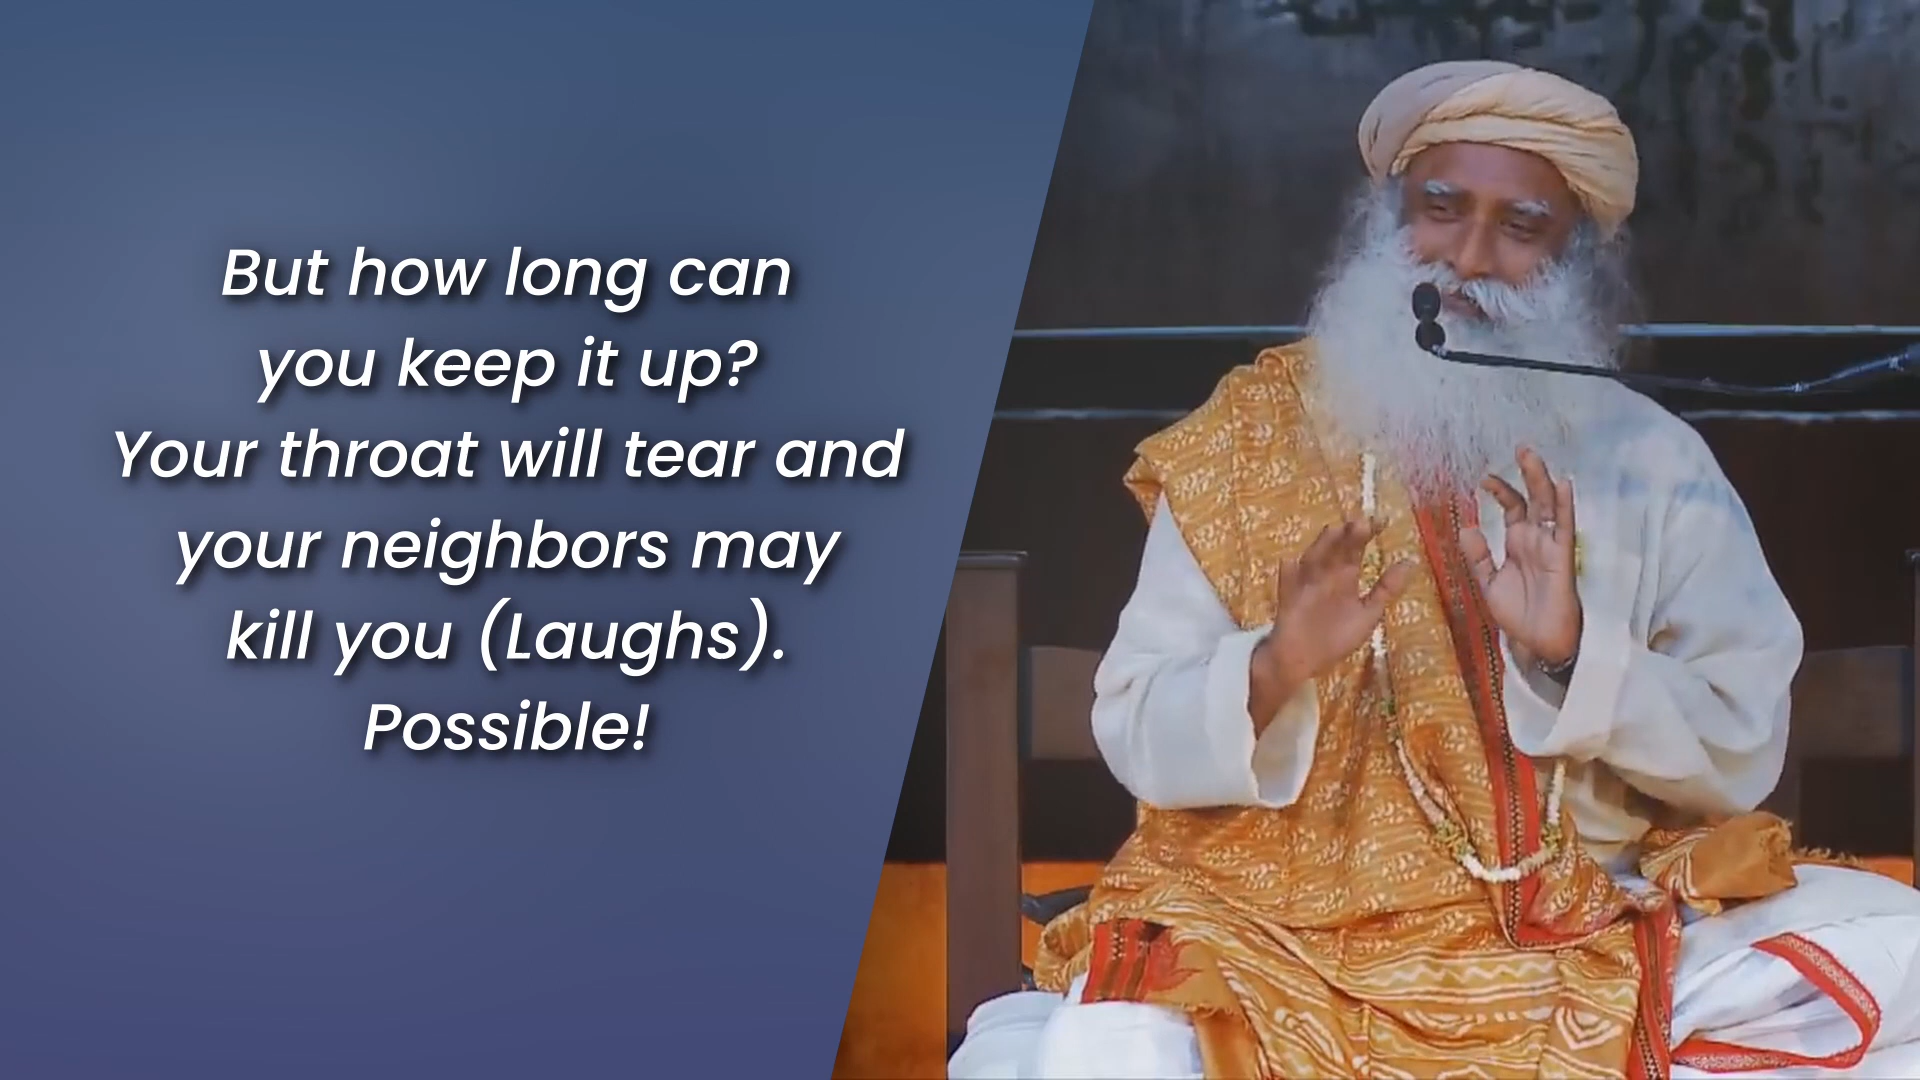 But how long can
you keep it up?
Your throat will tear and
your neighbors may
kill you (Laughs).
Possible!